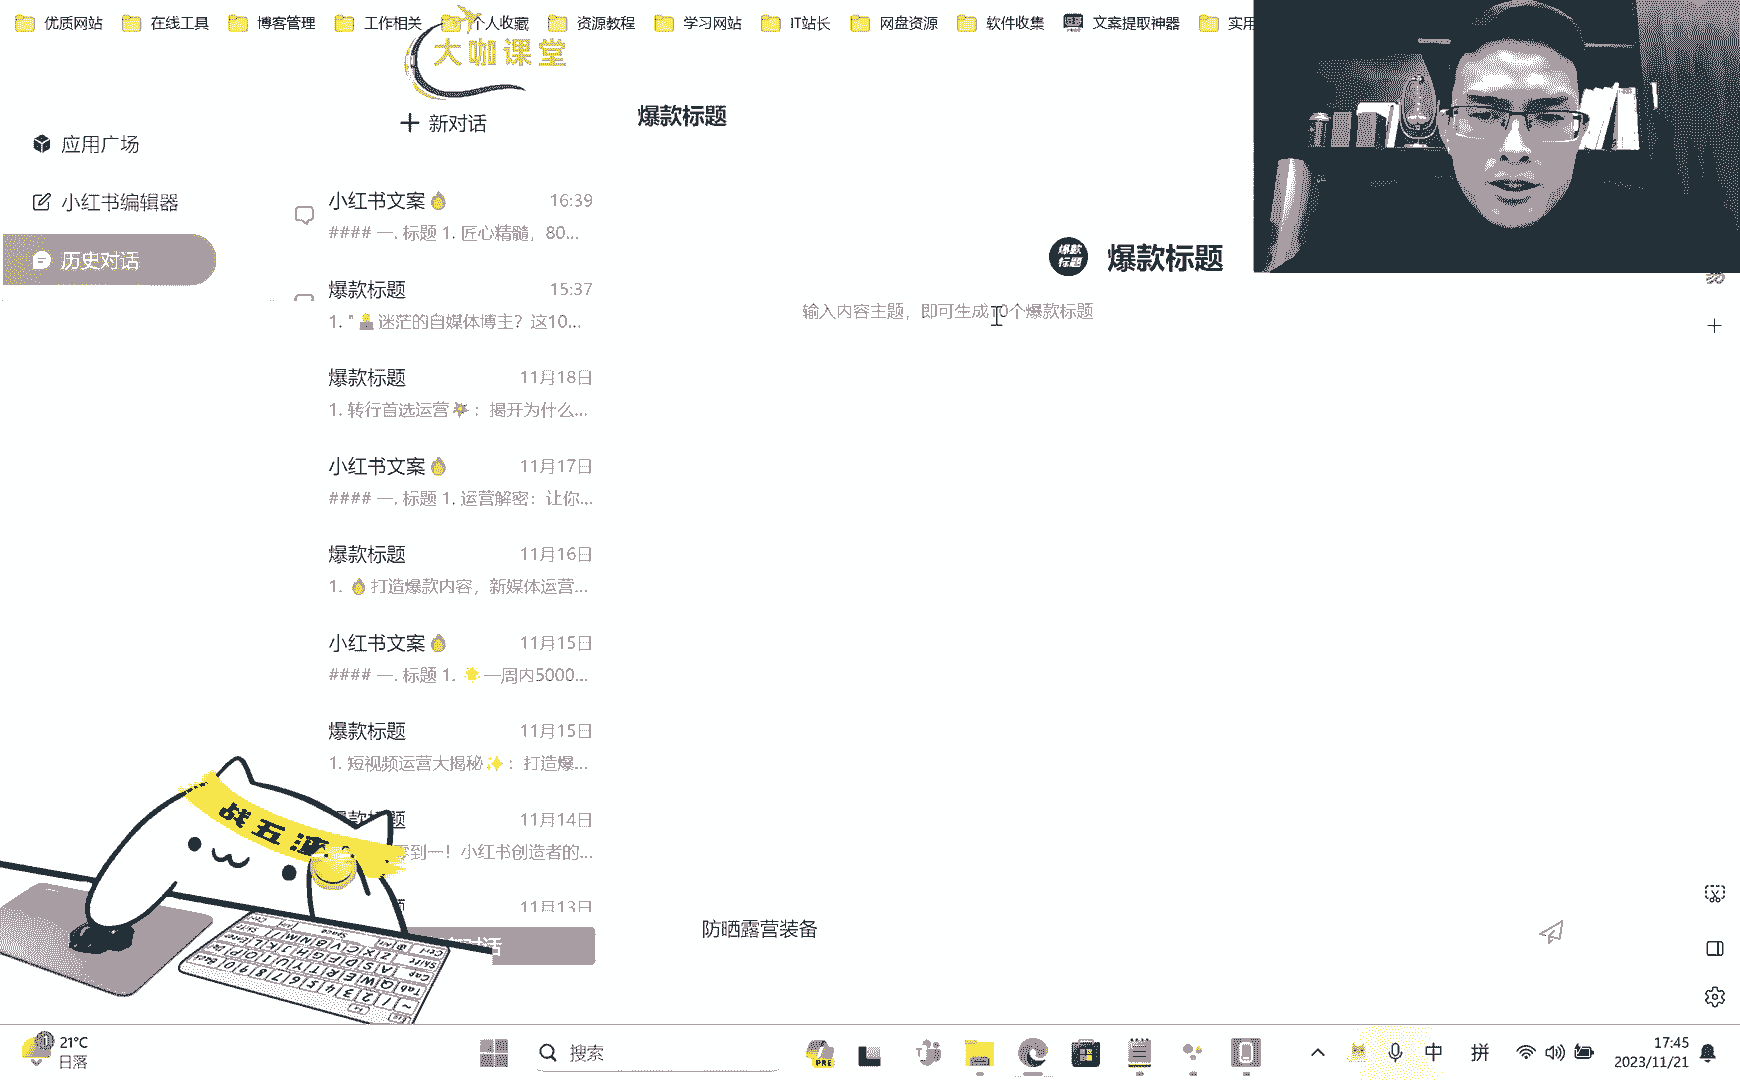 优质网站 在线工具 博客管理 工作相关 个人收藏 资源教程 学习网站 IT站长 网盘资源 软件收集 文案提取神器 实用
大咖课堂
新对话
爆款标题
应用广场
小红书编辑器
历史对话
小红书文案 16:39
#### 一. 标题 1. 匠心精髓，80...
爆款标题 15:37
1. "迷茫的自媒体博主？这10...
爆款标题 11月18日
1. 转行首选运营：揭开为什么...
小红书文案 11月17日
#### 一. 标题 1. 运营解密：让你...
爆款标题 11月16日
1. 打造爆款内容，新媒体运营...
小红书文案 11月15日
#### 一. 标题 1. 一周内5000...
爆款标题 11月15日
1. 短视频运营大揭秘：打造爆...
题 11月14日
零到一！小红书创造者的...
11月13日
对话
爆款标题
爆款标题
输入内容主题，即可生成10个爆款标题
防晒露营装备
战五渣
21°C
日落
搜索
PRE
中
拼
17:45
2023/11/21